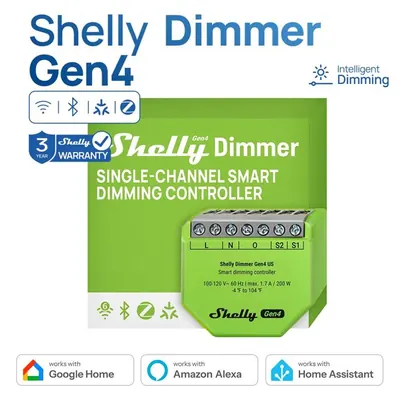 Shelly Dimmer
Gen4
Intelligent
Dimming
3
YEAR
Shelly
WARRANTY
Shelly Gen4 Dimmer
SINGLE-CHANNEL SMART
DIMMING CONTROLLER
L N O S2 S1
Shelly Dimmer Gen4 US
Smart dimming controller
100-120 V~ 60 Hz | max. 1.7 A / 200 W
-4 °F to 104 °F
Shelly Gen4
6
works with
Google Home
works with
Amazon Alexa
works with
Home Assistant